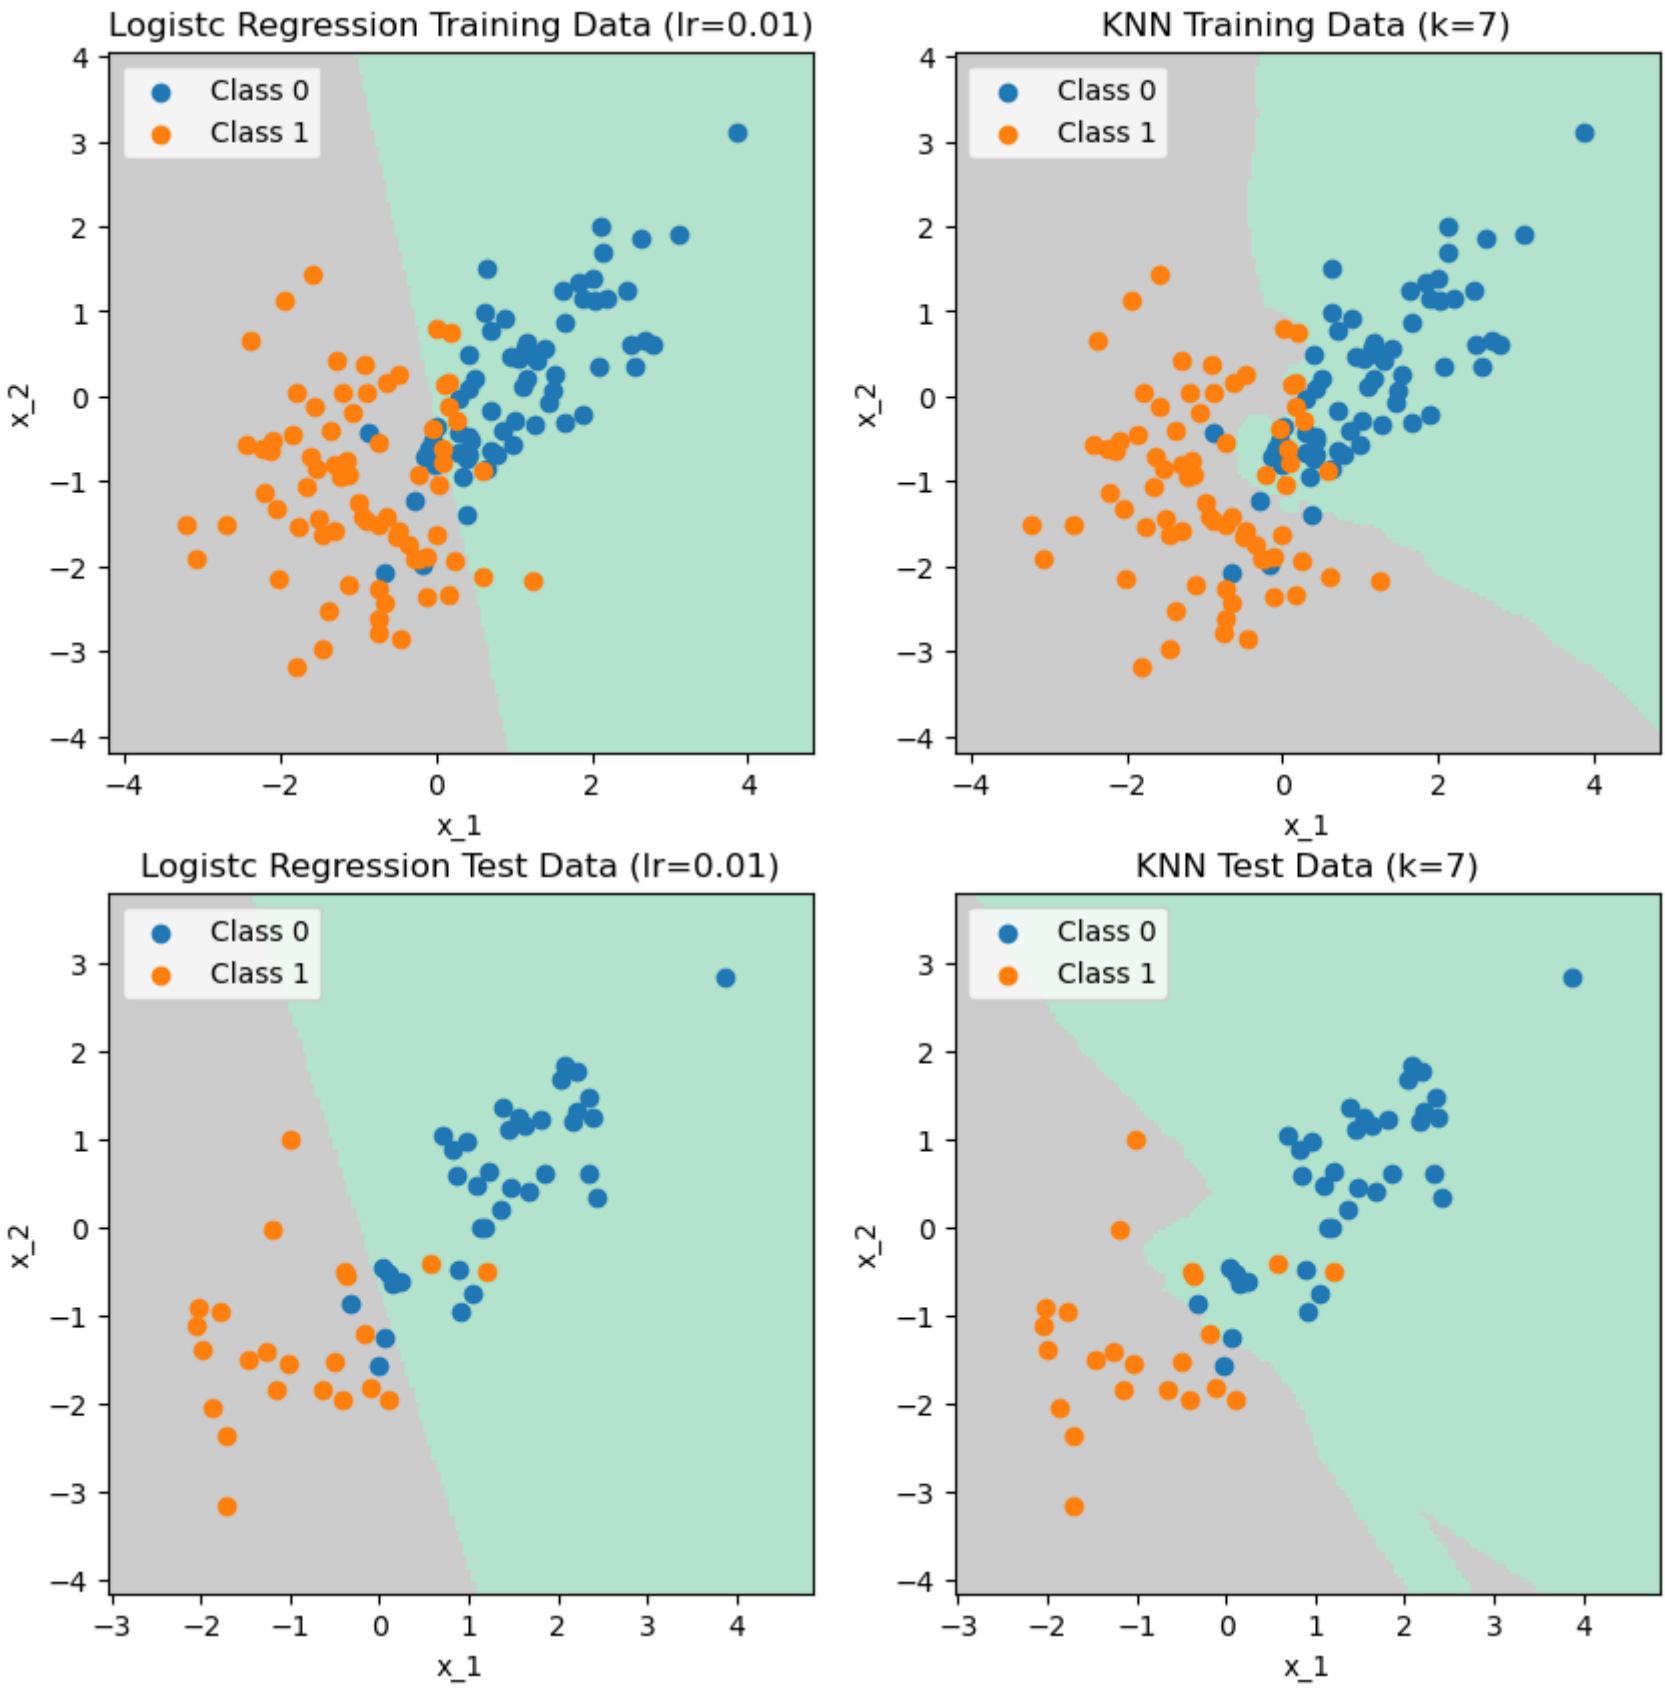 Logistc Regression Training Data (lr=0.01)
Class 0
Class 1
4
3
2
1
0
−1
−2
−3
−4
x_2
−4 −2 0 2 4
x_1
KNN Training Data (k=7)
Class 0
Class 1
4
3
2
1
0
−1
−2
−3
−4
x_2
−4 −2 0 2 4
x_1
Logistc Regression Test Data (lr=0.01)
Class 0
Class 1
3
2
1
0
−1
−2
−3
−4
x_2
−3 −2 −1 0 1 2 3 4
x_1
KNN Test Data (k=7)
Class 0
Class 1
3
2
1
0
−1
−2
−3
−4
x_2
−3 −2 −1 0 1 2 3 4
x_1